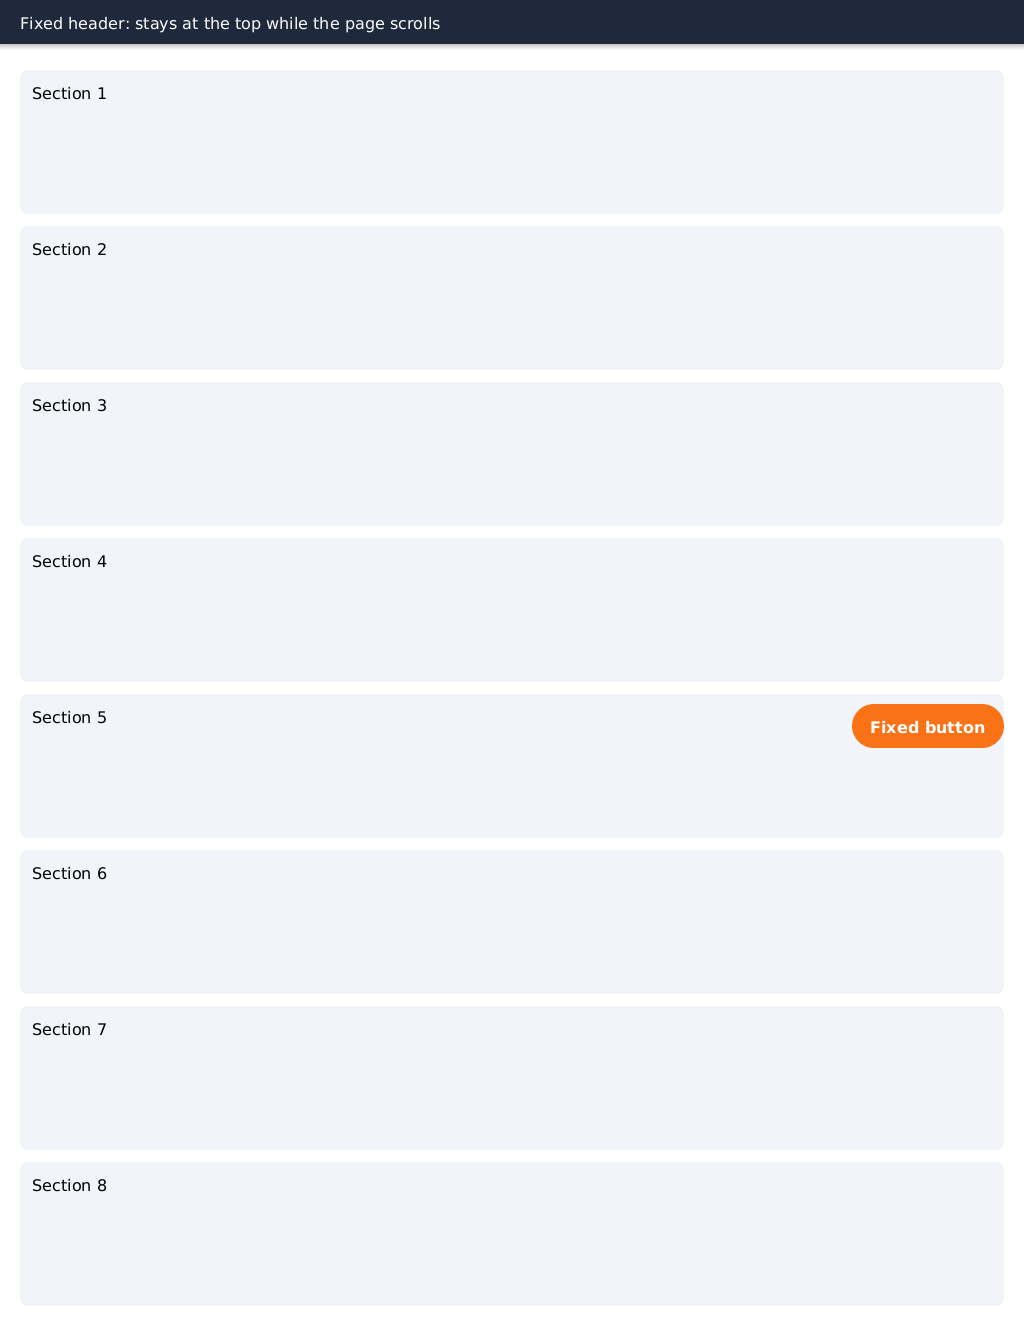 Fixed header: stays at the top while the page scrolls
Section 1
Section 2
Section 3
Section 4
Section 5
Fixed button
Section 6
Section 7
Section 8